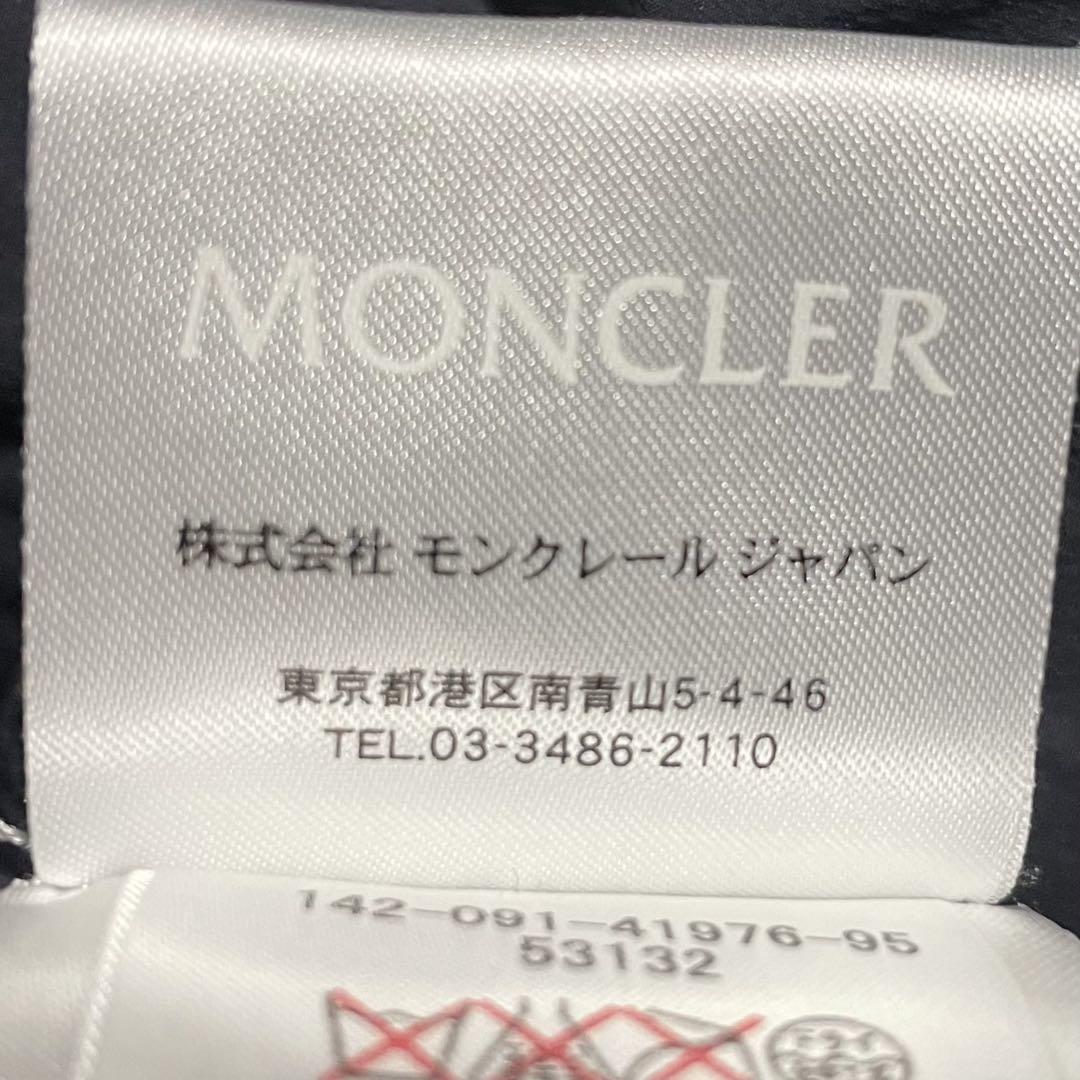 MONCLER
株式会社 モンクレール ジャパン
東京都港区南青山5-4-46
TEL.03-3486-2110
142-091-41976-95
53132